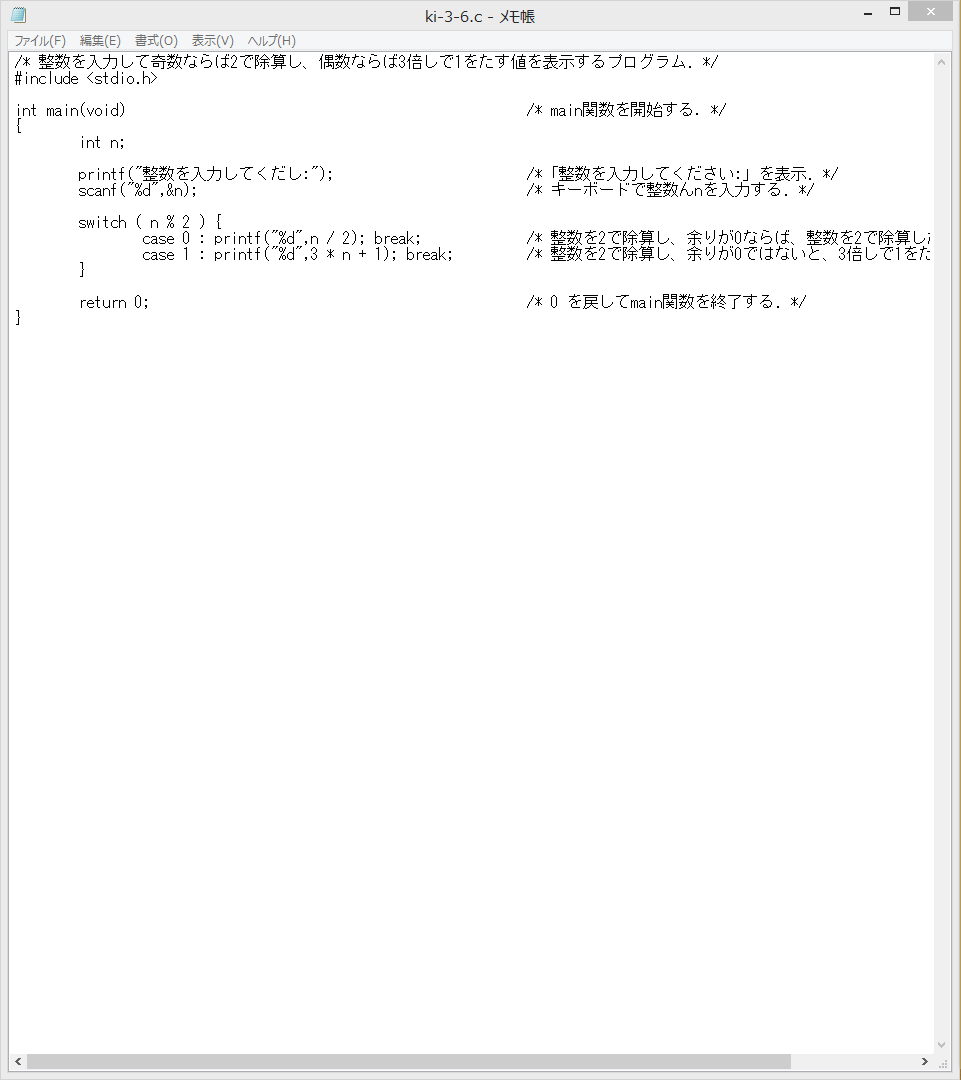 ki-3-6.c - メモ帳
ファイル(F) 編集(E) 書式(O) 表示(V) ヘルプ(H)
/* 整数を入力して奇数ならば2で除算し、偶数ならば3倍しで1をたす値を表示するプログラム. */
#include <stdio.h>
int main(void) /* main関数を開始する. */
{
int n;
printf("整数を入力してくだし:"); /*「整数を入力してください:」を表示. */
scanf("%d",&n); /* キーボードで整数んnを入力する. */
switch ( n % 2 ) {
case 0 : printf("%d",n / 2); break; /* 整数を2で除算し、余りが0ならば、整数を2で除算し
case 1 : printf("%d",3 * n + 1); break; /* 整数を2で除算し、余りが0ではないと、3倍しで1をた
}
return 0; /* 0 を戻してmain関数を終了する. */
}